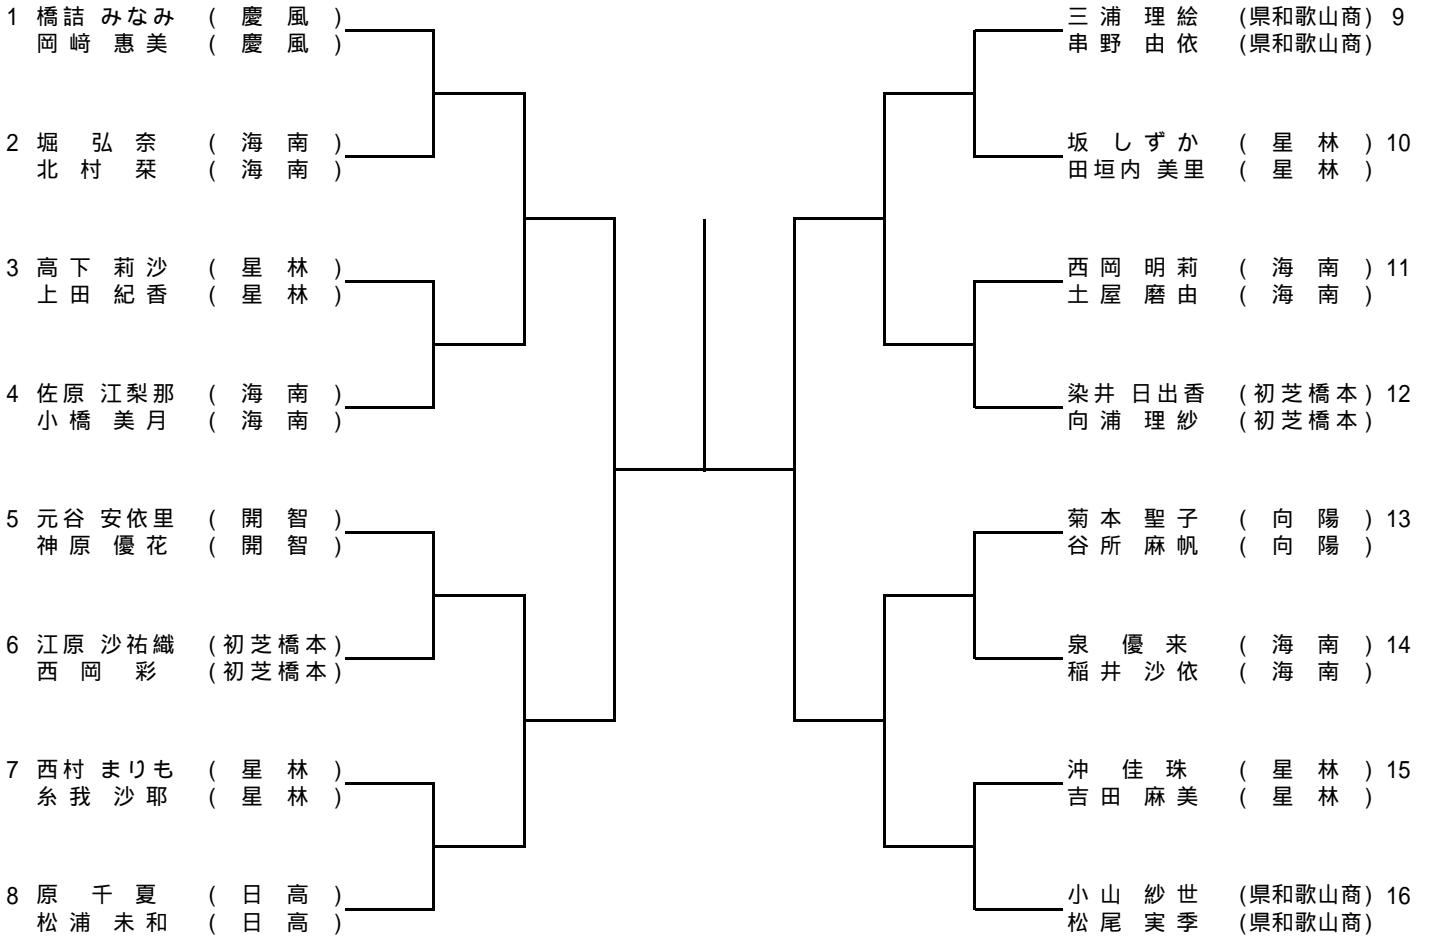 1 橋詰 みなみ ( 慶 風 )
岡﨑 惠美 ( 慶 風 )
2 堀 弘奈 ( 海 南 )
北村 栞 ( 海 南 )
3 高下 莉沙 ( 星 林 )
上田 紀香 ( 星 林 )
4 佐原 江梨那 ( 海 南 )
小橋 美月 ( 海 南 )
5 元谷 安依里 ( 開 智 )
神原 優花 ( 開 智 )
6 江原 沙祐織 (初芝橋本)
西岡 彩 (初芝橋本)
7 西村 まりも ( 星 林 )
糸我 沙耶 ( 星 林 )
8 原 千夏 ( 日 高 )
松浦 未和 ( 日 高 )
三浦 理絵 (県和歌山商) 9
串野 由依 (県和歌山商)
坂 しずか ( 星 林 ) 10
田垣内 美里 ( 星 林 )
西岡 明莉 ( 海 南 ) 11
土屋 磨由 ( 海 南 )
染井 日出香 (初芝橋本) 12
向浦 理紗 (初芝橋本)
菊本 聖子 ( 向 陽 ) 13
谷所 麻帆 ( 向 陽 )
泉 優来 ( 海 南 ) 14
稲井 沙依 ( 海 南 )
沖 佳珠 ( 星 林 ) 15
吉田 麻美 ( 星 林 )
小山 紗世 (県和歌山商) 16
松尾 実季 (県和歌山商)